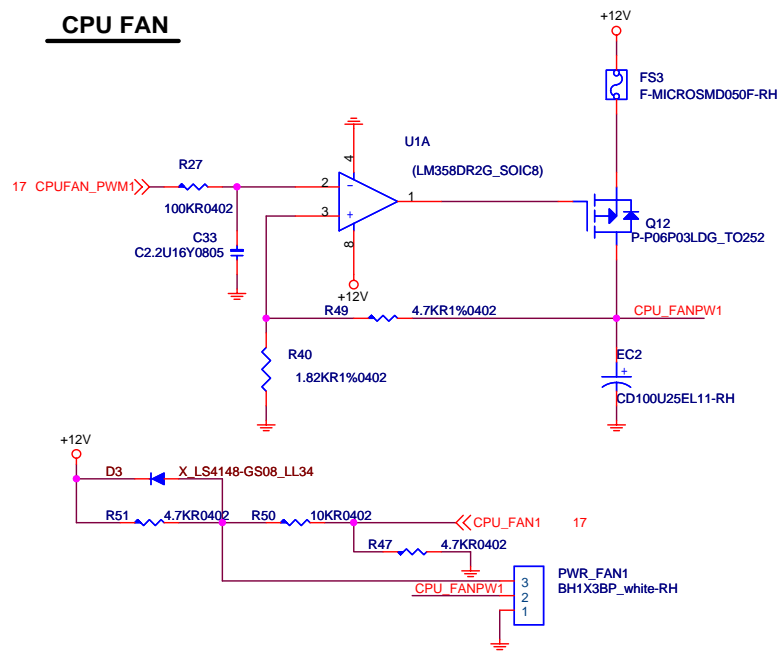 CPU FAN
+12V
FS3
F-MICROSMD050F-RH
U1A
(LM358DR2G_SOIC8)
4
R27
17 CPUFAN_PWM1
2
1
100KR0402
3
Q12
P-P06P03LDG_TO252
C33
C2.2U16Y0805
8
+12V
R49 4.7KR1%0402
CPU_FANPW1
R40
1.82KR1%0402
EC2
+
CD100U25EL11-RH
+12V
D3 X_LS4148-GS08_LL34
R51 4.7KR0402 R50 10KR0402 CPU_FAN1 17
R47 4.7KR0402
PWR_FAN1
BH1X3BP_white-RH
3
CPU_FANPW1 2
1